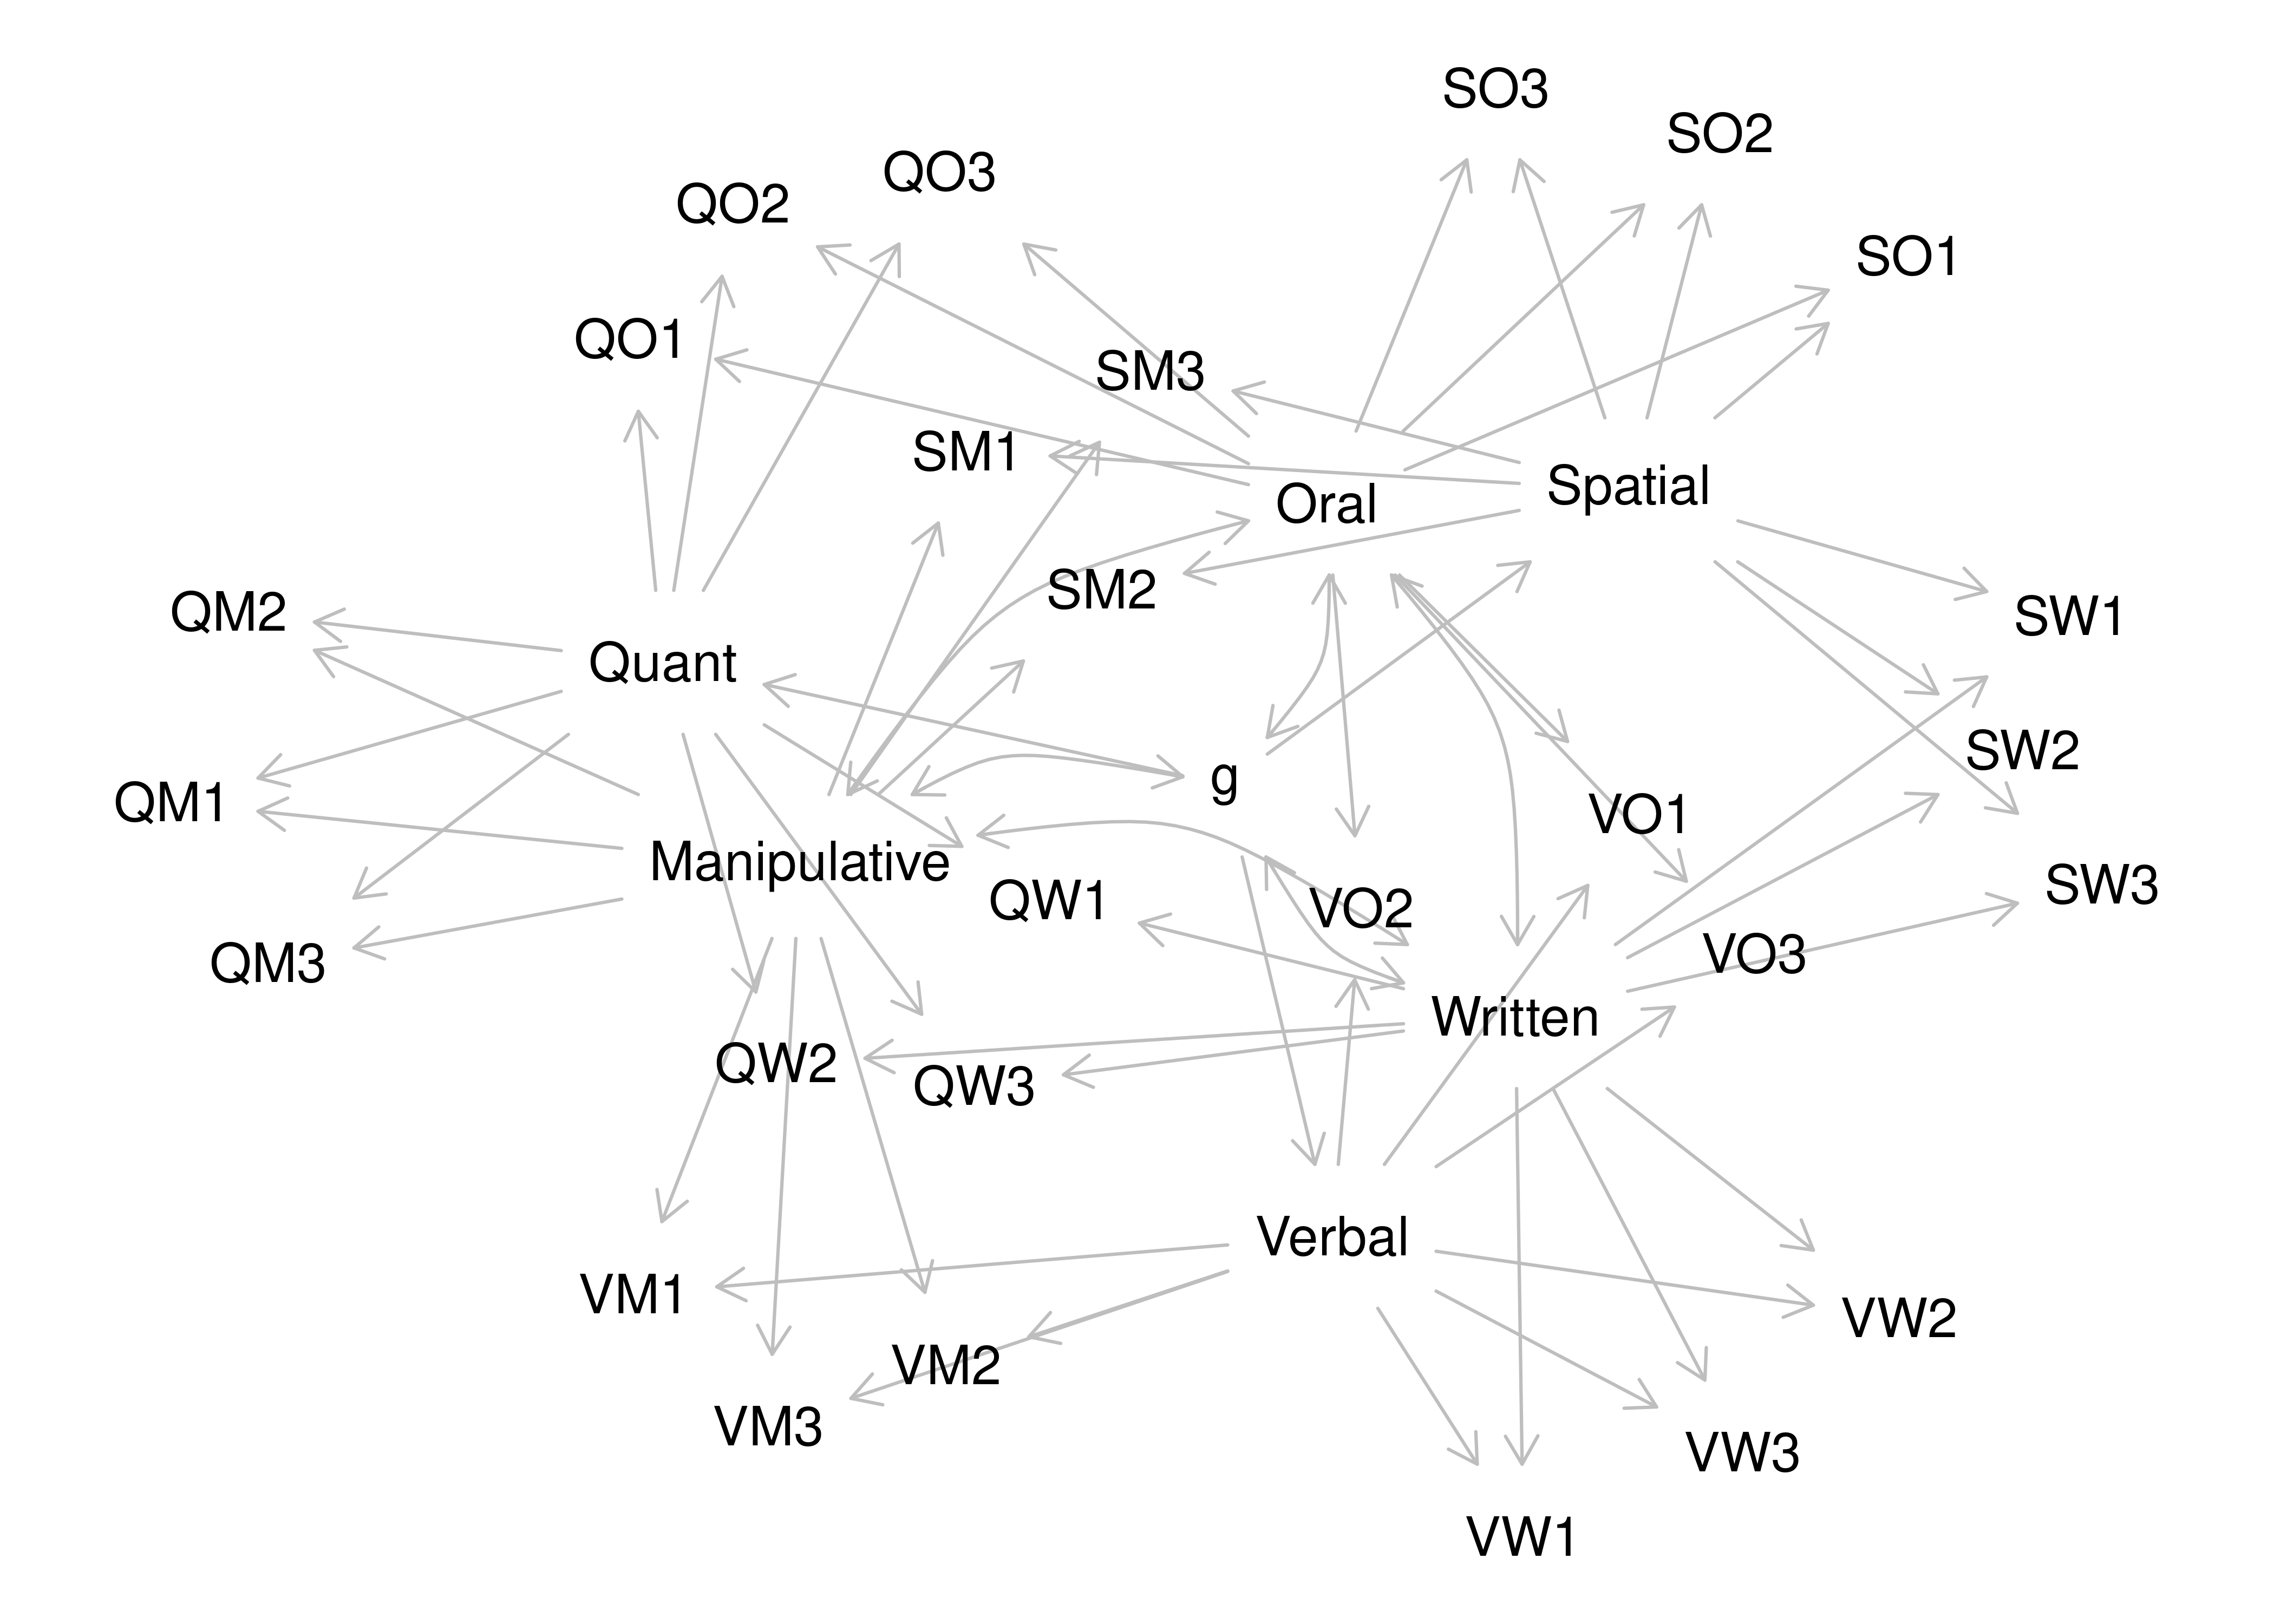 SO3
SO2
QO3
QO2
SO1
QO1
SM3
SM1
Spatial
Oral
SM2
QM2
SW1
Quant
SW2
g
QM1
VO1
Manipulative
SW3
QW1
VO2
VO3
QM3
Written
QW2
QW3
Verbal
VM1
VW2
VM2
VM3
VW3
VW1